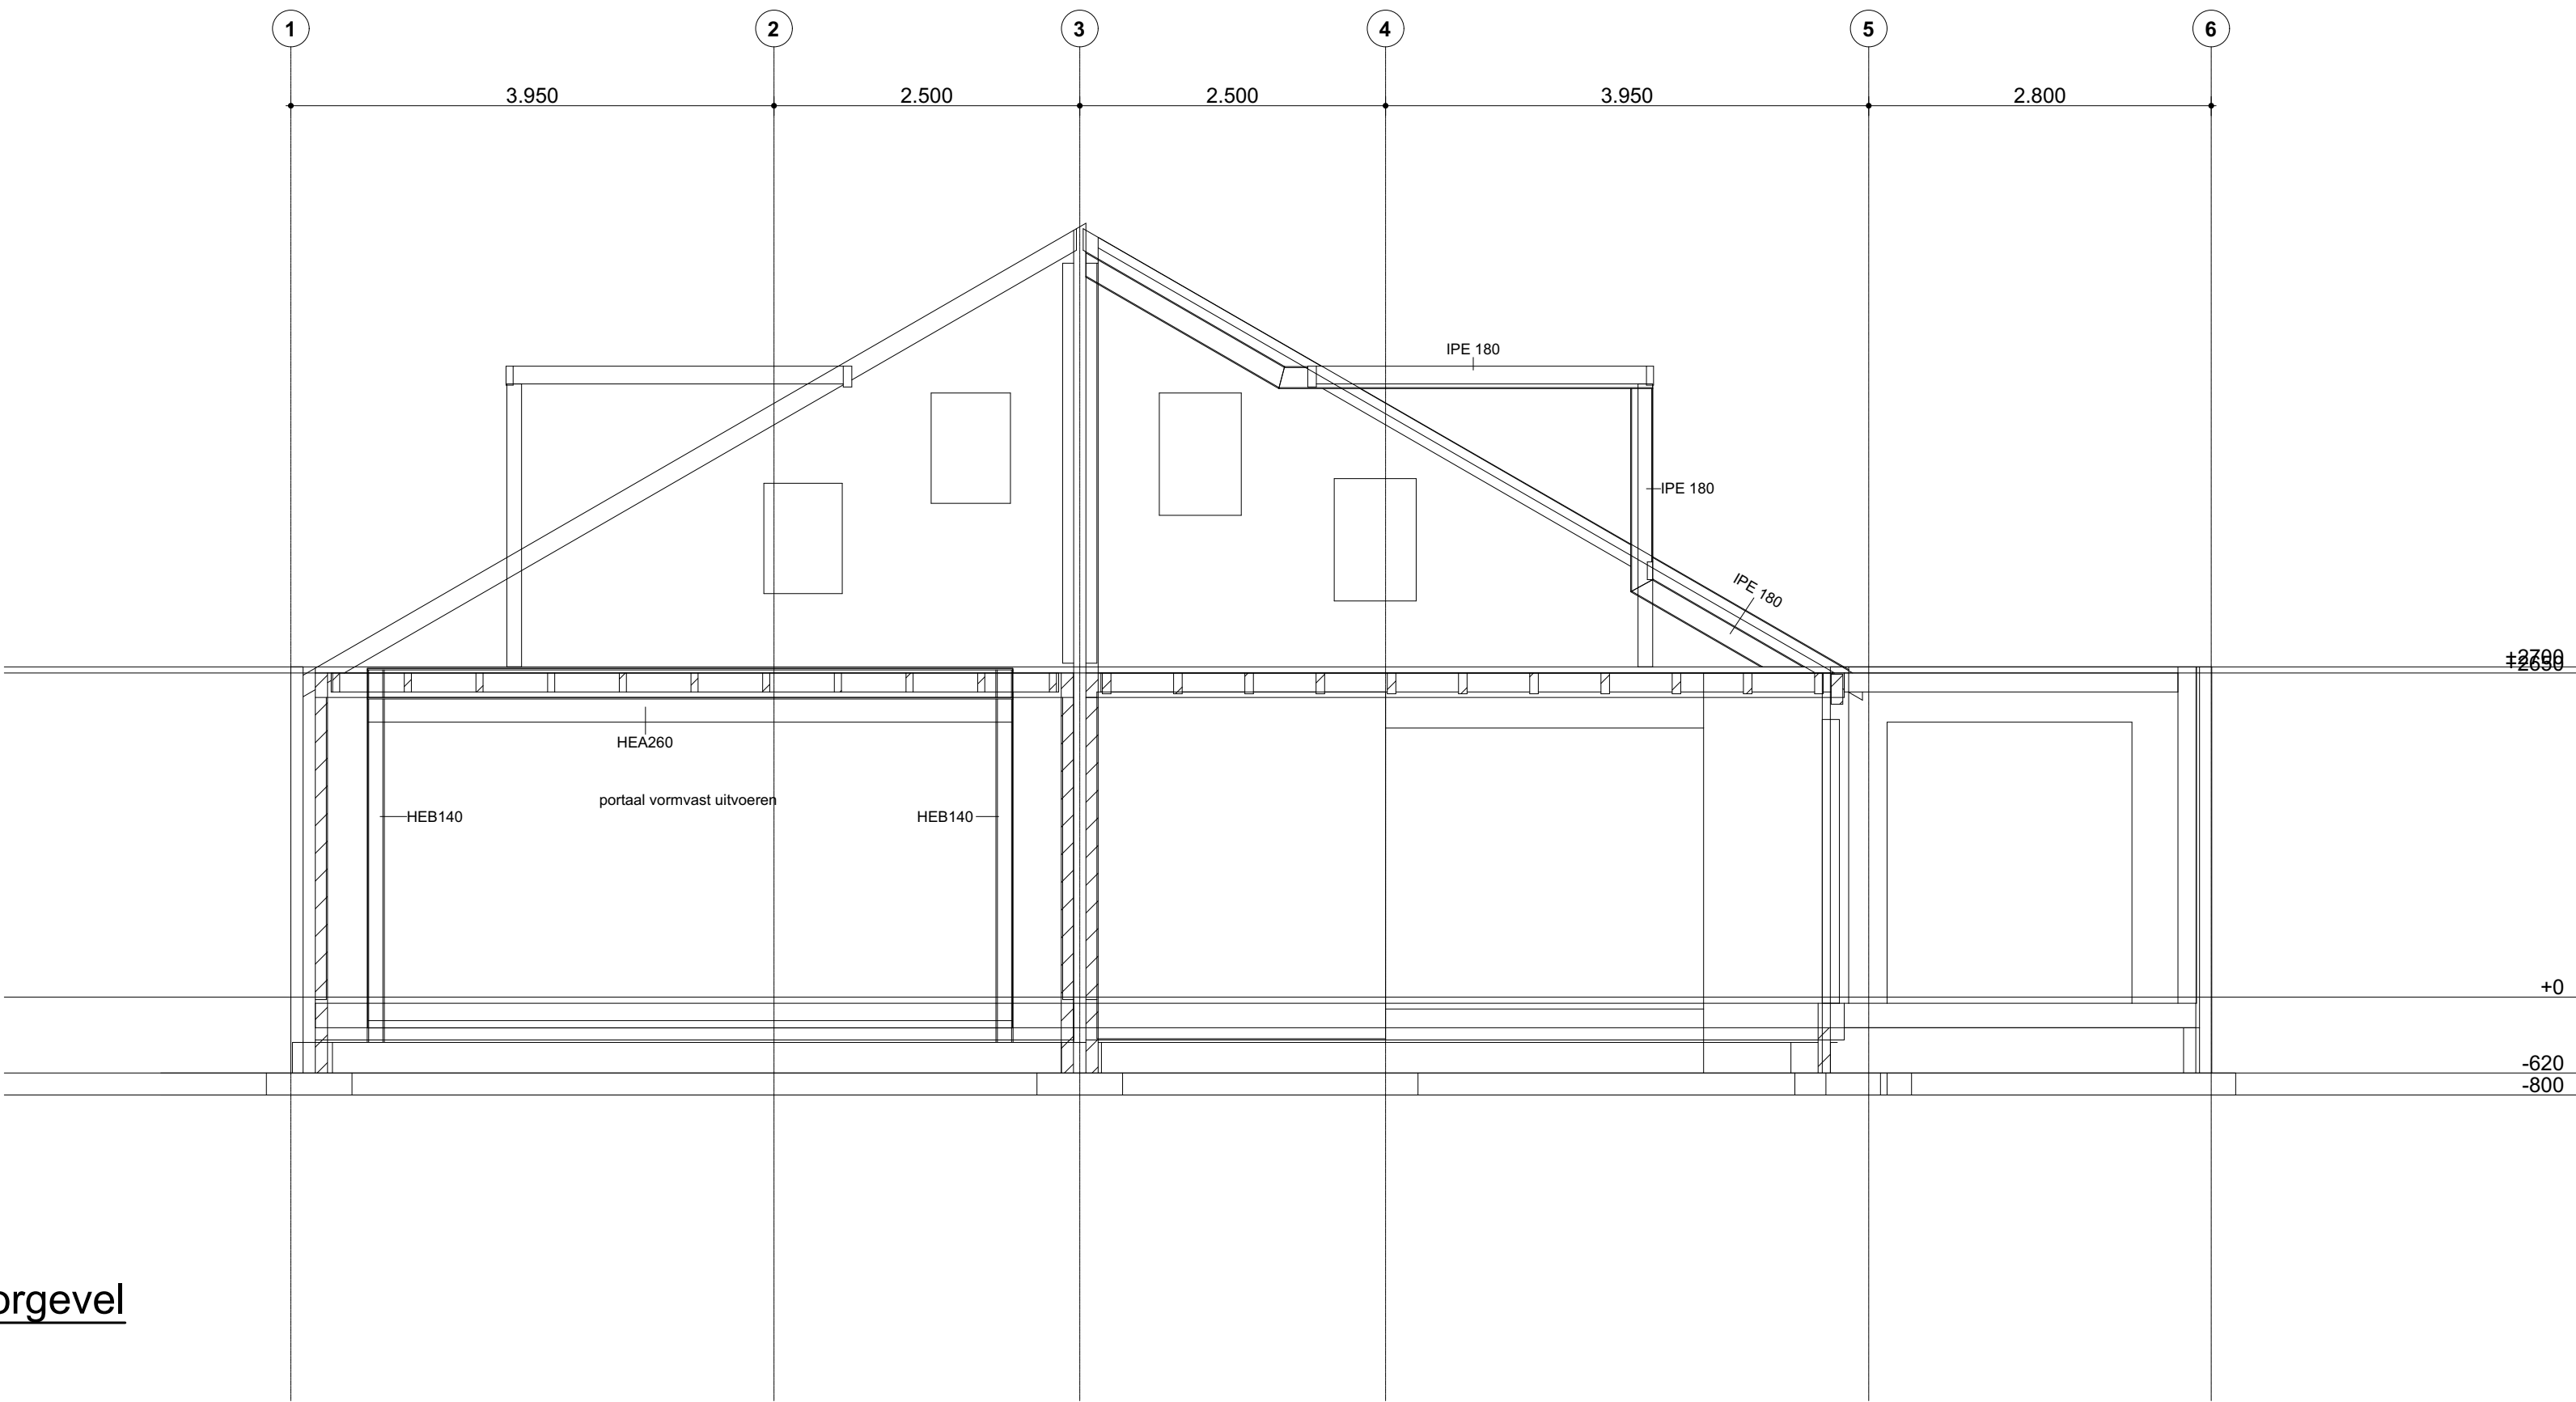 1 2 3 4 5 6
3.950 2.500 2.500 3.950 2.800
IPE 180
IPE 180
IPE 180
+2700
+2650
HEA260
portaal vormvast uitvoeren
HEB140 HEB140
+0
-620
-800
orgevel